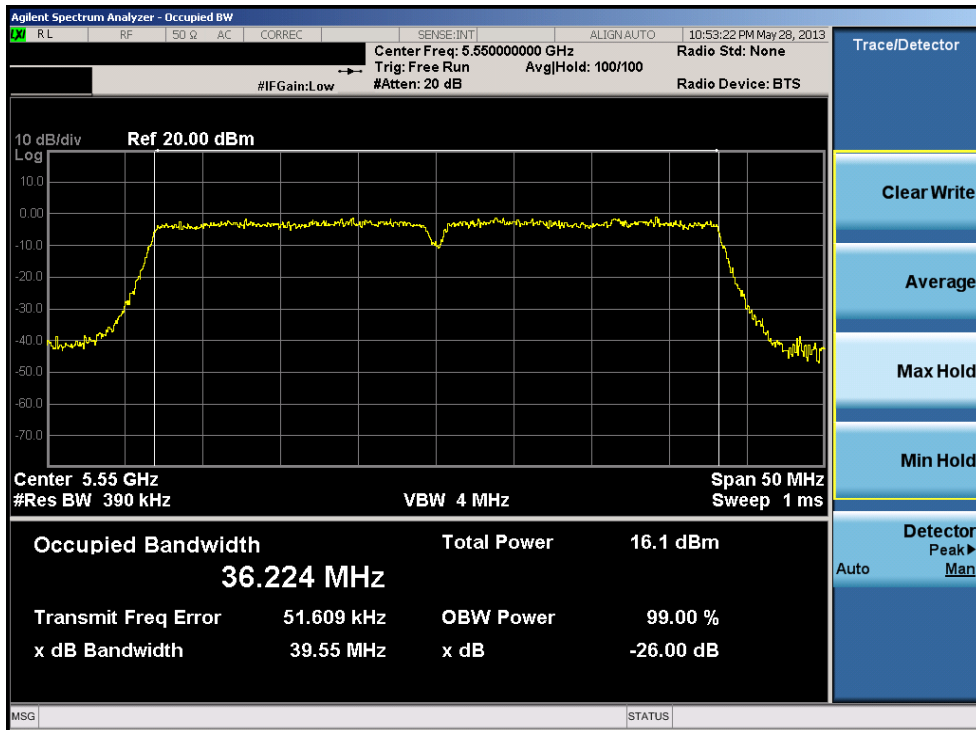 Agilent Spectrum Analyzer - Occupied BW
LXI RL RF 50 Ω AC CORREC SENSE:INT ALIGN AUTO 10:53:22 PM May 28, 2013
Center Freq: 5.550000000 GHz Radio Std: None
Trig: Free Run Avg|Hold: 100/100
#IFGain:Low #Atten: 20 dB Radio Device: BTS
10 dB/div Ref 20.00 dBm
Log
10.0
0.00
-10.0
-20.0
-30.0
-40.0
-50.0
-60.0
-70.0
Center 5.55 GHz Span 50 MHz
#Res BW 390 kHz VBW 4 MHz Sweep 1 ms
Occupied Bandwidth Total Power 16.1 dBm
36.224 MHz
Transmit Freq Error 51.609 kHz OBW Power 99.00 %
x dB Bandwidth 39.55 MHz x dB -26.00 dB
MSG STATUS
Trace/Detector
Clear Write
Average
Max Hold
Min Hold
Detector
Peak▶
Auto Man